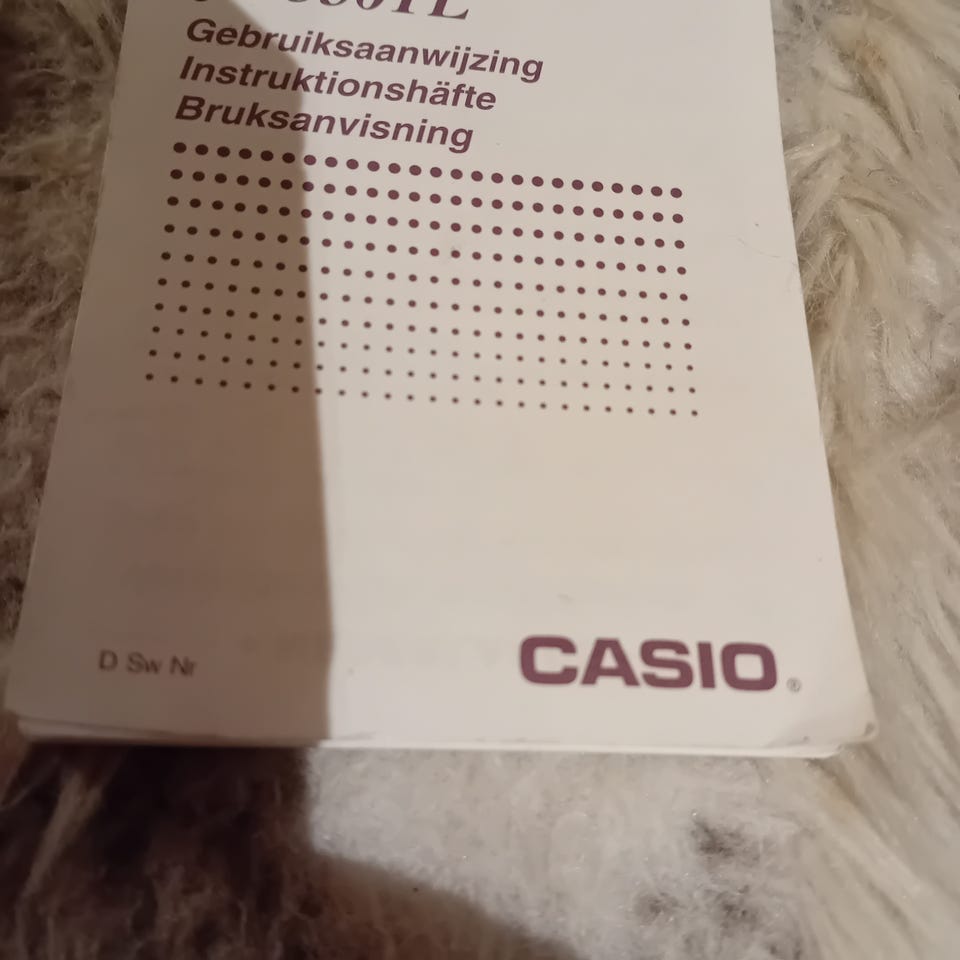 Gebruiksaanwijzing
Instruktionshäfte
Bruksanvisning
D Sw Nr
CASIO®